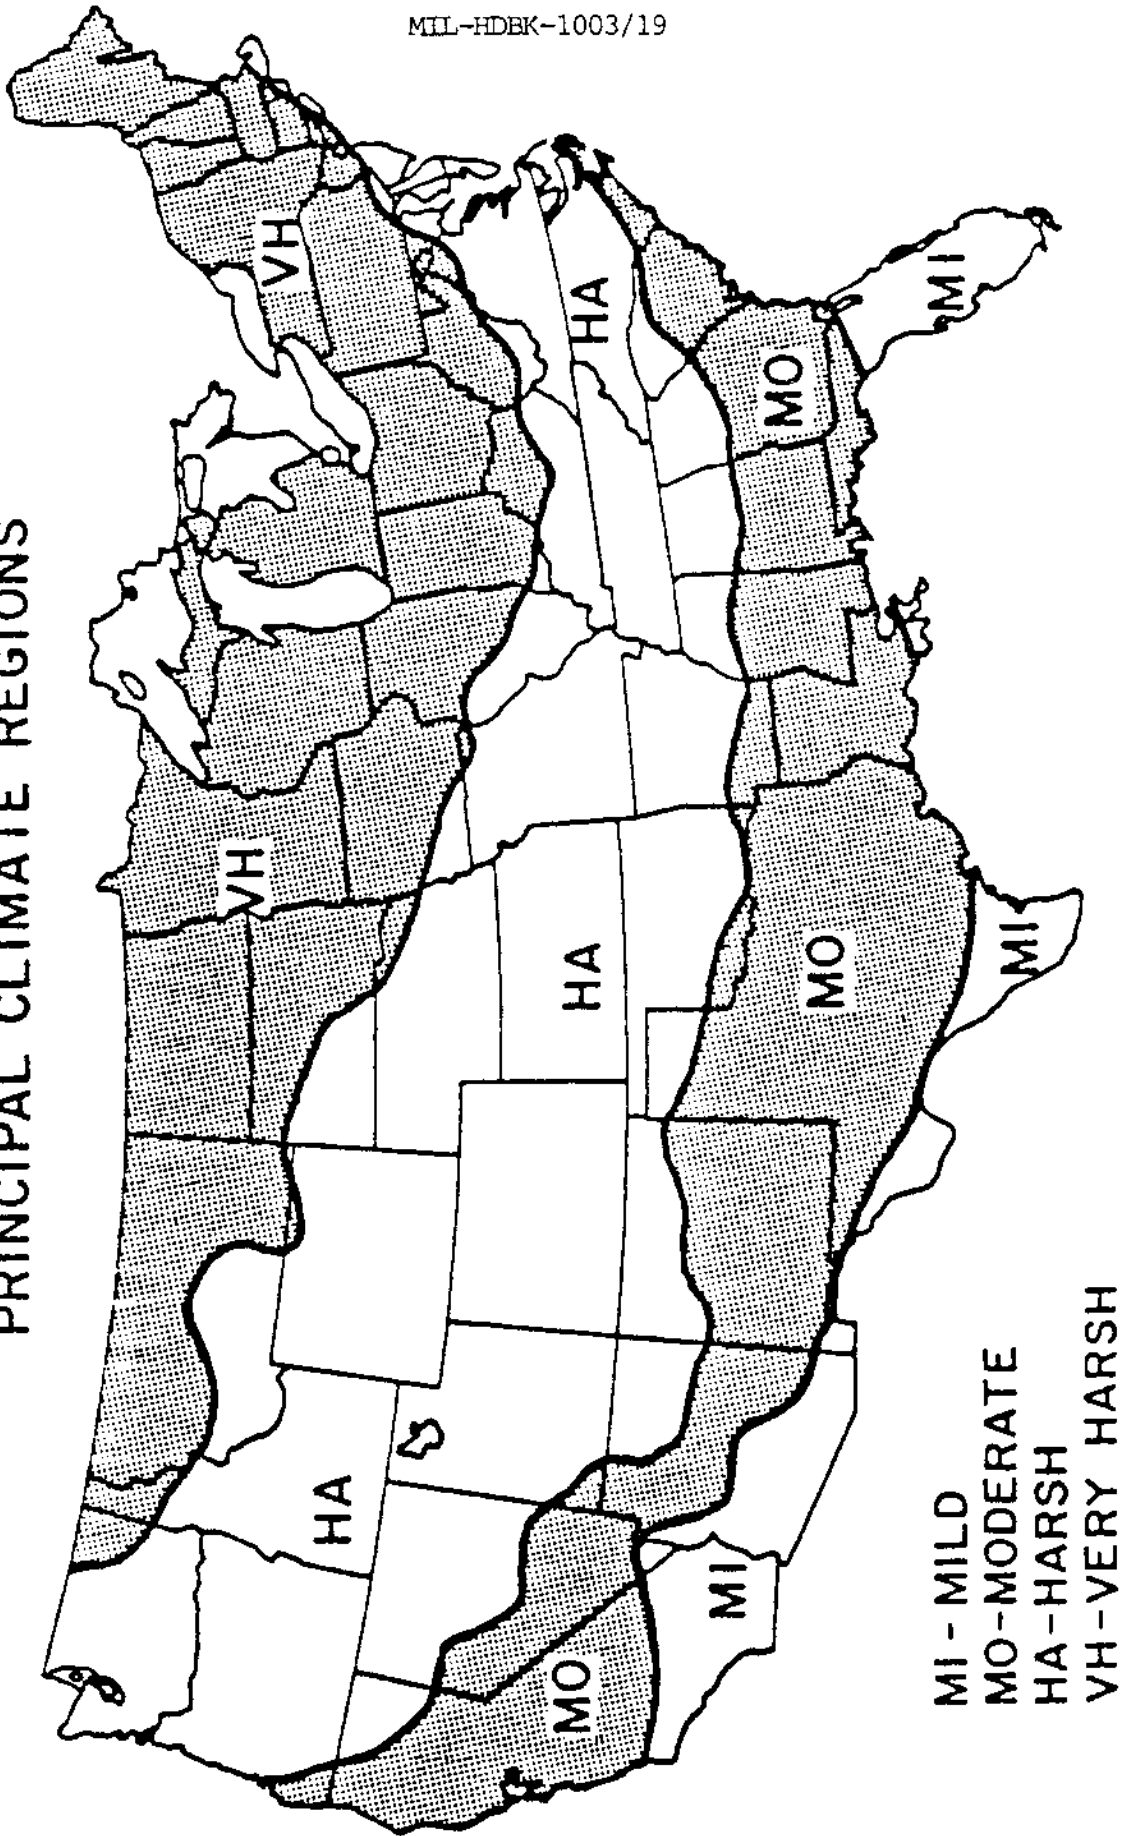 MIL-HDBK-1003/19
PRINCIPAL CLIMATE REGIONS
VH
VH
HA
HA
HA
MO
MO
MO
MI
MI
MI
MI - MILD
MO-MODERATE
HA-HARSH
VH-VERY HARSH